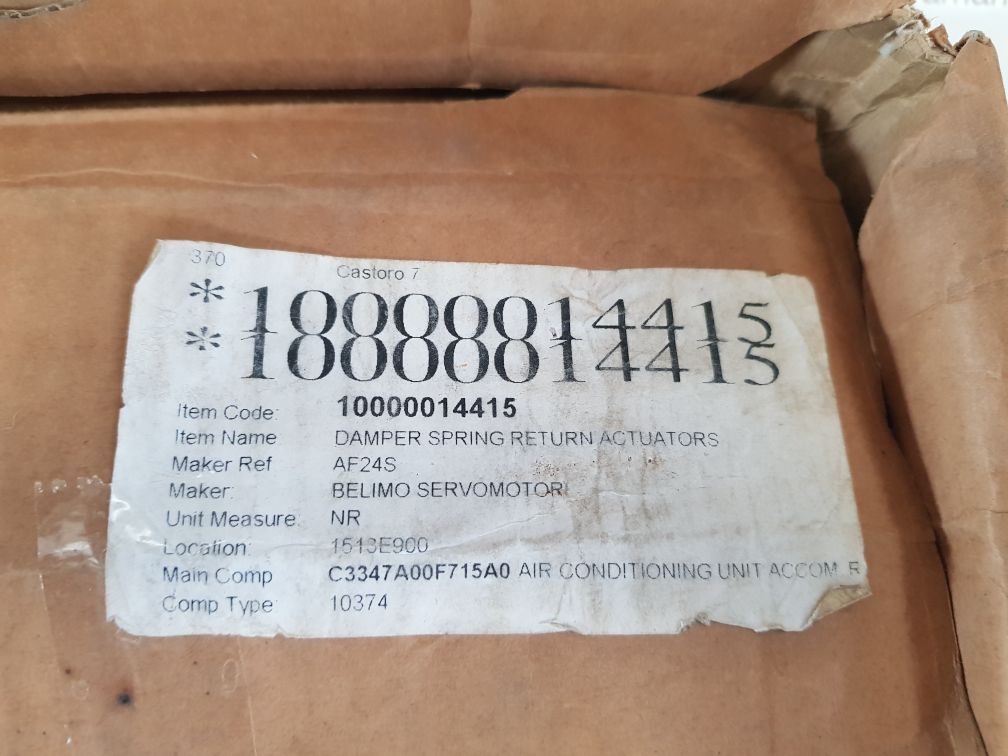 370
Castoro 7
*10000014415
*10000014415
Item Code: 10000014415
Item Name DAMPER SPRING RETURN ACTUATORS
Maker Ref AF24S
Maker: BELIMO SERVOMOTORI
Unit Measure: NR
Location: 1513E900
Main Comp C3347A00F715A0 AIR CONDITIONING UNIT ACCOM. R
Comp Type: 10374